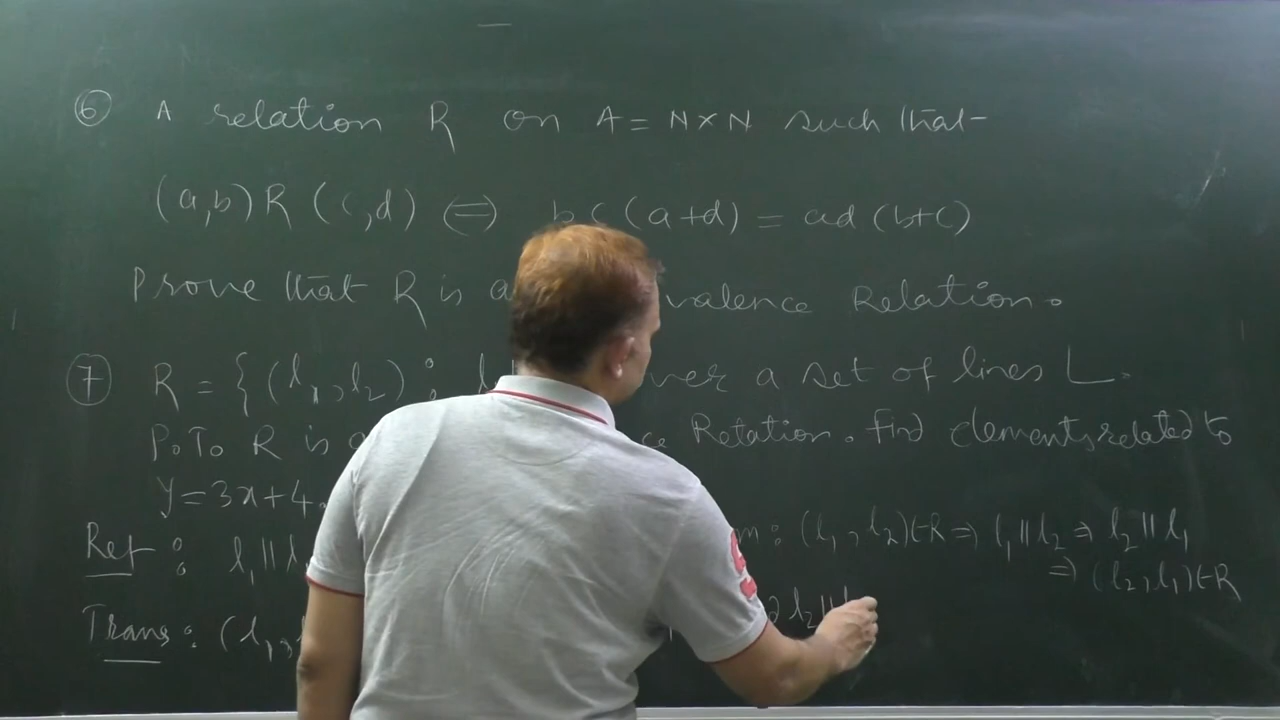 ⑥ A relation R on A = N×N such that
(a,b) R (c,d) ⇔ bc(a+d) = ad(b+c)
Prove that R is a valence Relation.
⑦ R = { (l₁, l₂) : ver a set of lines L.
P.T. R is Relation. Find elements related to
y = 3x+4.
Ref : l₁ ∥ : (l₁, l₂) ∈ R ⇒ l₁ ∥ l₂ ⇒ l₂ ∥ l₁
⇒ (l₂, l₁) ∈ R
Trans : (l₁, l₂ ∥